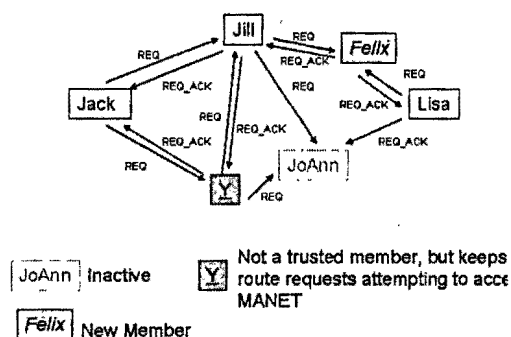 Jill
REQ
Felix
REQ
REQ_ACK
REQ
REQ_ACK
REQ
REQ_ACK
Jack
REQ
Lisa
REQ_ACK
REQ_ACK
REQ_ACK
REQ
JoAnn
Y
REQ
JoAnn Inactive
Y Not a trusted member, but keeps
route requests attempting to acce
MANET
Felix New Member